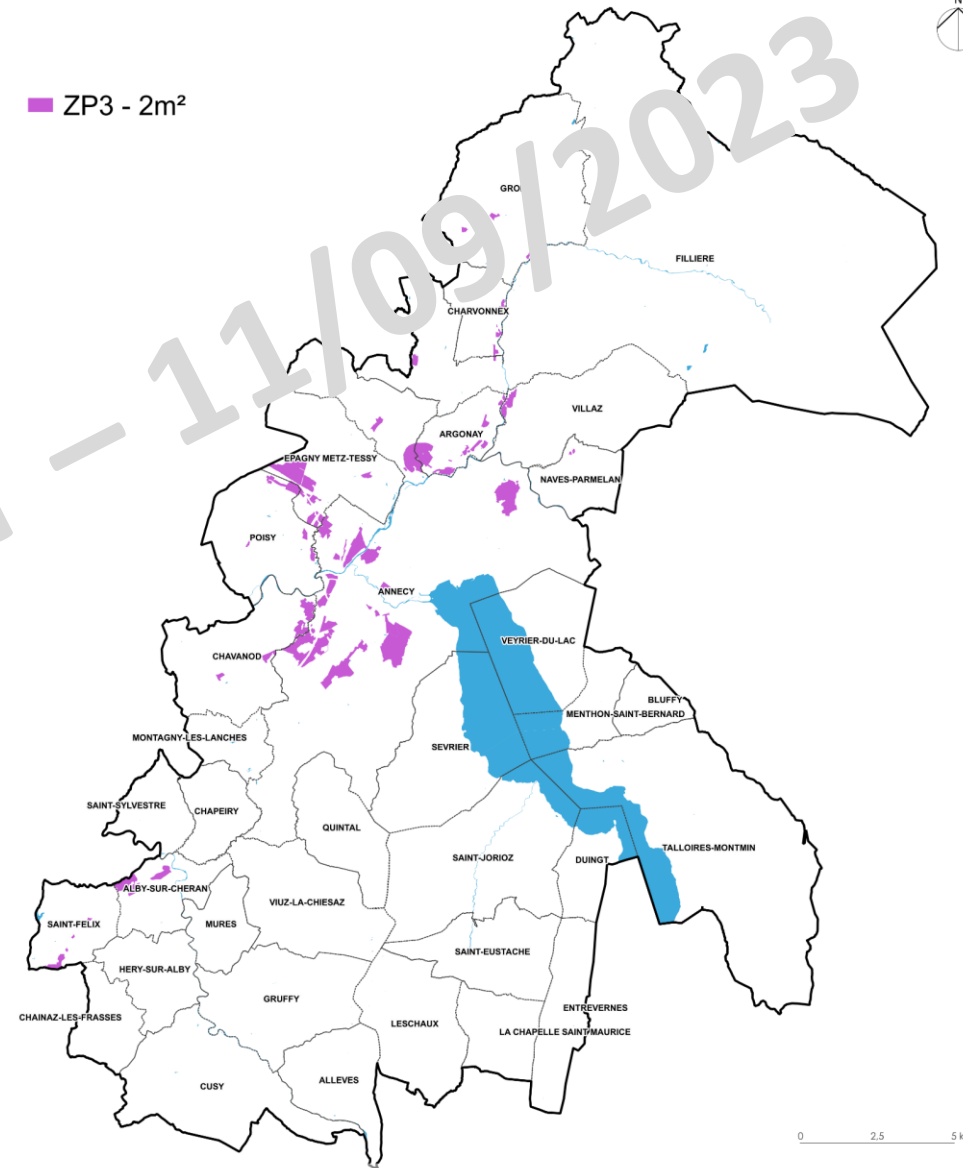 N
ZP3 - 2m²
– 11/09/2023
FILLIERE
CHARVONNEX
VILLAZ
ARGONAY
EPAGNY METZ-TESSY
NAVES-PARMELAN
POISY
ANNECY
VEYRIER-DU-LAC
CHAVANOD
BLUFFY
MENTHON-SAINT-BERNARD
MONTAGNY-LES-LANCHES
SEVRIER
SAINT-SYLVESTRE
CHAPEIRY
QUINTAL
TALLOIRES-MONTMIN
SAINT-JORIOZ
DUINGT
ALBY-SUR-CHERAN
VIUZ-LA-CHIESAZ
SAINT-FELIX
MURES
SAINT-EUSTACHE
HERY-SUR-ALBY
GRUFFY
ENTREVERNES
CHAINAZ-LES-FRASSES
LESCHAUX
LA CHAPELLE SAINT-MAURICE
ALLEVES
CUSY
0 2,5 5 k